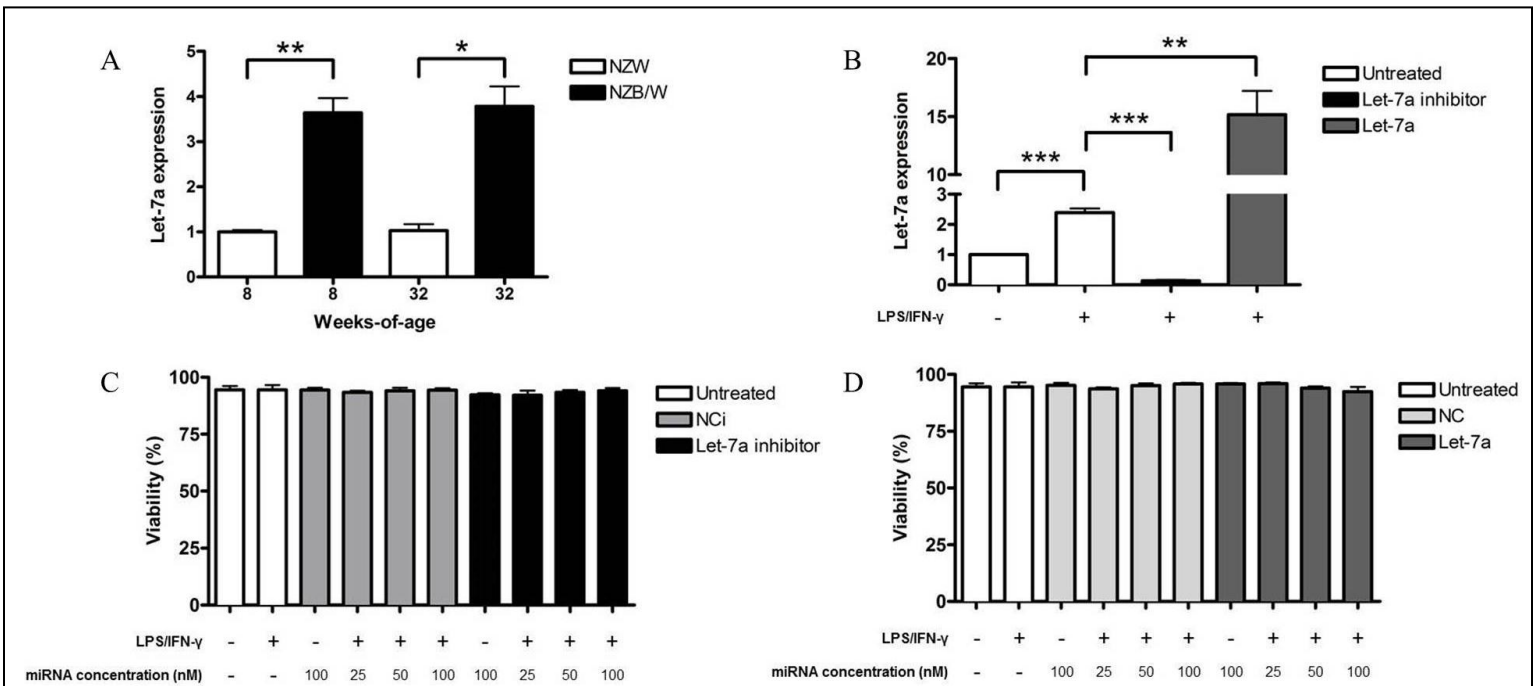 A
Let-7a expression
5
4
3
2
1
0
**
*
8 8 32 32
Weeks-of-age
NZW
NZB/W
B
Let-7a expression
20
15
10
3
2
1
0
**
***
***
LPS/IFN-γ - + + +
Untreated
Let-7a inhibitor
Let-7a
C
Viability (%)
100
75
50
25
0
LPS/IFN-γ - + - + + + - + + +
miRNA concentration (nM) - - 100 25 50 100 100 25 50 100
Untreated
NCi
Let-7a inhibitor
D
Viability (%)
100
75
50
25
0
LPS/IFN-γ - + - + + + - + + +
miRNA concentration (nM) - - 100 25 50 100 100 25 50 100
Untreated
NC
Let-7a